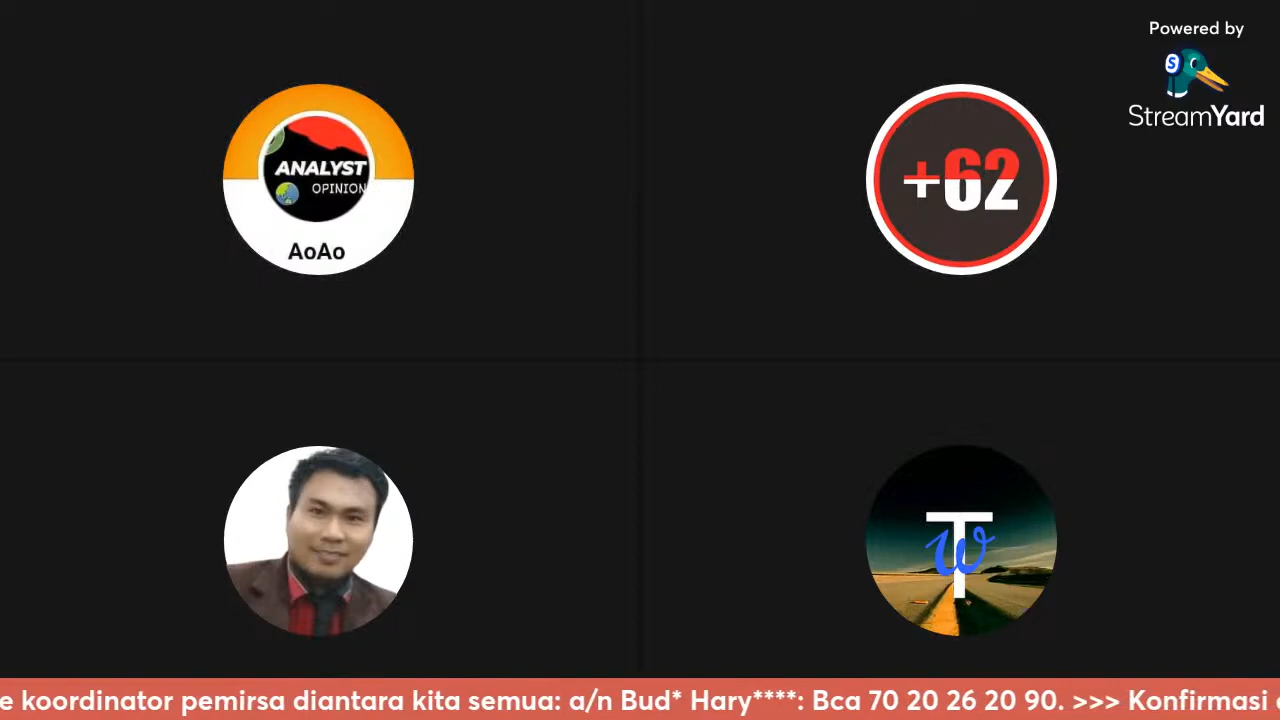 Powered by
StreamYard
ANALYST
OPINION
AoAo
+62
Tw
e koordinator pemirsa diantara kita semua: a/n Bud* Hary****: Bca 70 20 26 20 90. >>> Konfirmasi